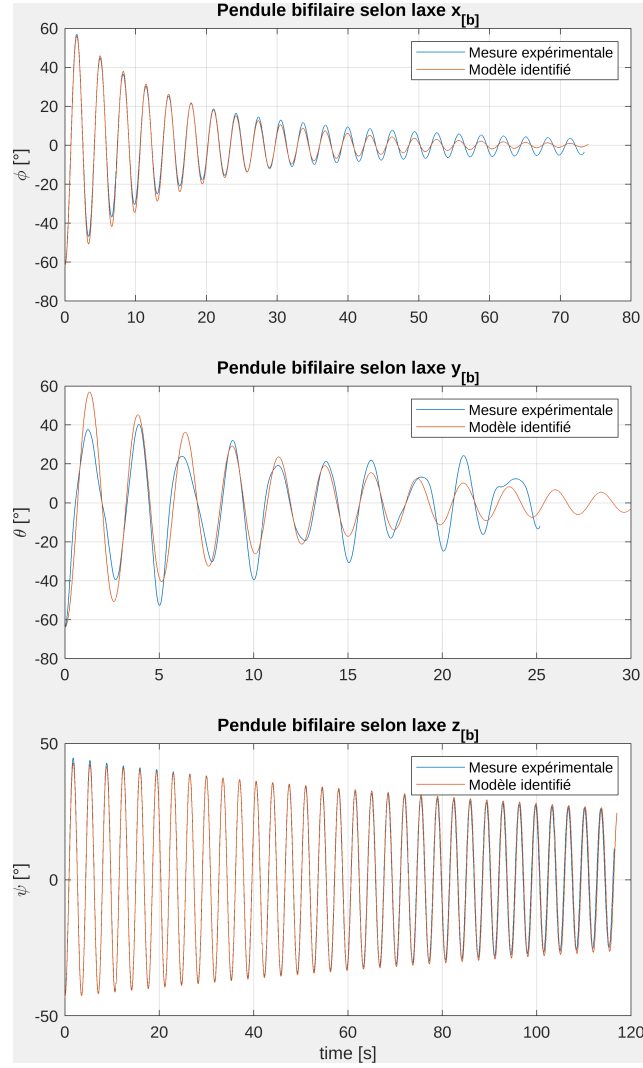 Pendule bifilaire selon laxe x[b]
60
40
20
0
-20
-40
-60
-80
ϕ [°]
Mesure expérimentale
Modèle identifié
0 10 20 30 40 50 60 70 80
Pendule bifilaire selon laxe y[b]
60
40
20
0
-20
-40
-60
-80
θ [°]
Mesure expérimentale
Modèle identifié
0 5 10 15 20 25 30
Pendule bifilaire selon laxe z[b]
50
0
-50
ψ [°]
Mesure expérimentale
Modèle identifié
0 20 40 60 80 100 120
time [s]